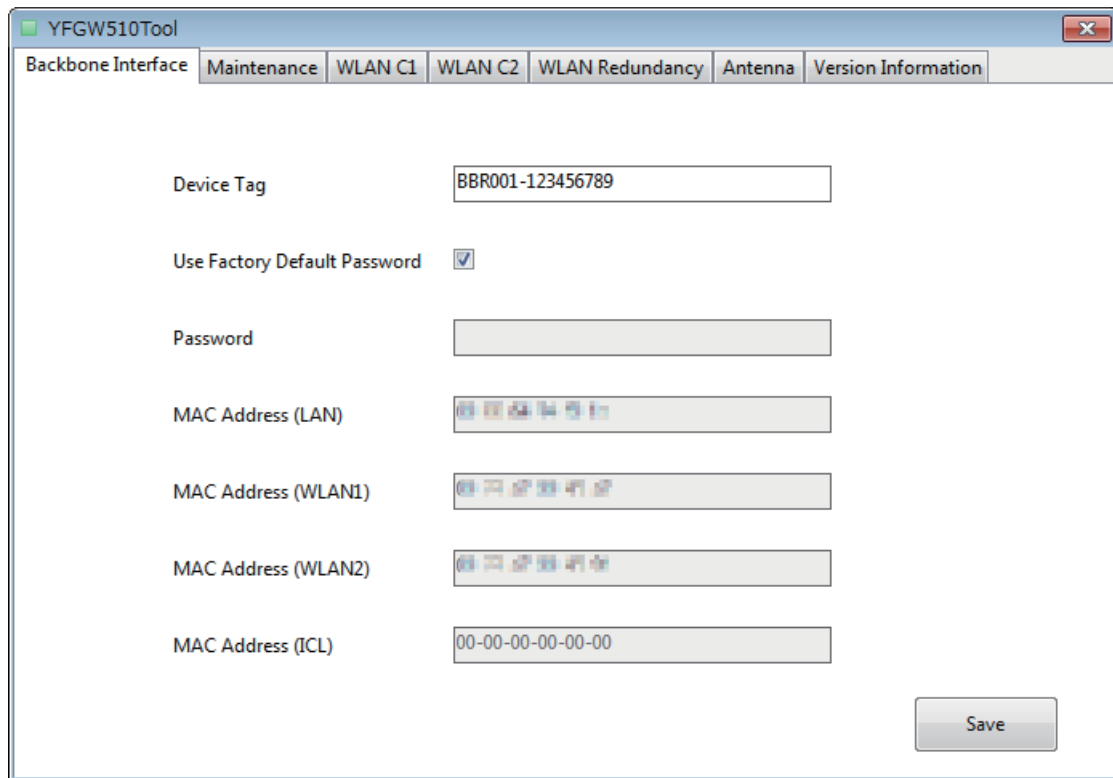 YFGW510Tool
Backbone Interface Maintenance WLAN C1 WLAN C2 WLAN Redundancy Antenna Version Information
Device Tag BBR001-123456789
Use Factory Default Password
Password
MAC Address (LAN)
MAC Address (WLAN1)
MAC Address (WLAN2)
MAC Address (ICL) 00-00-00-00-00-00
Save